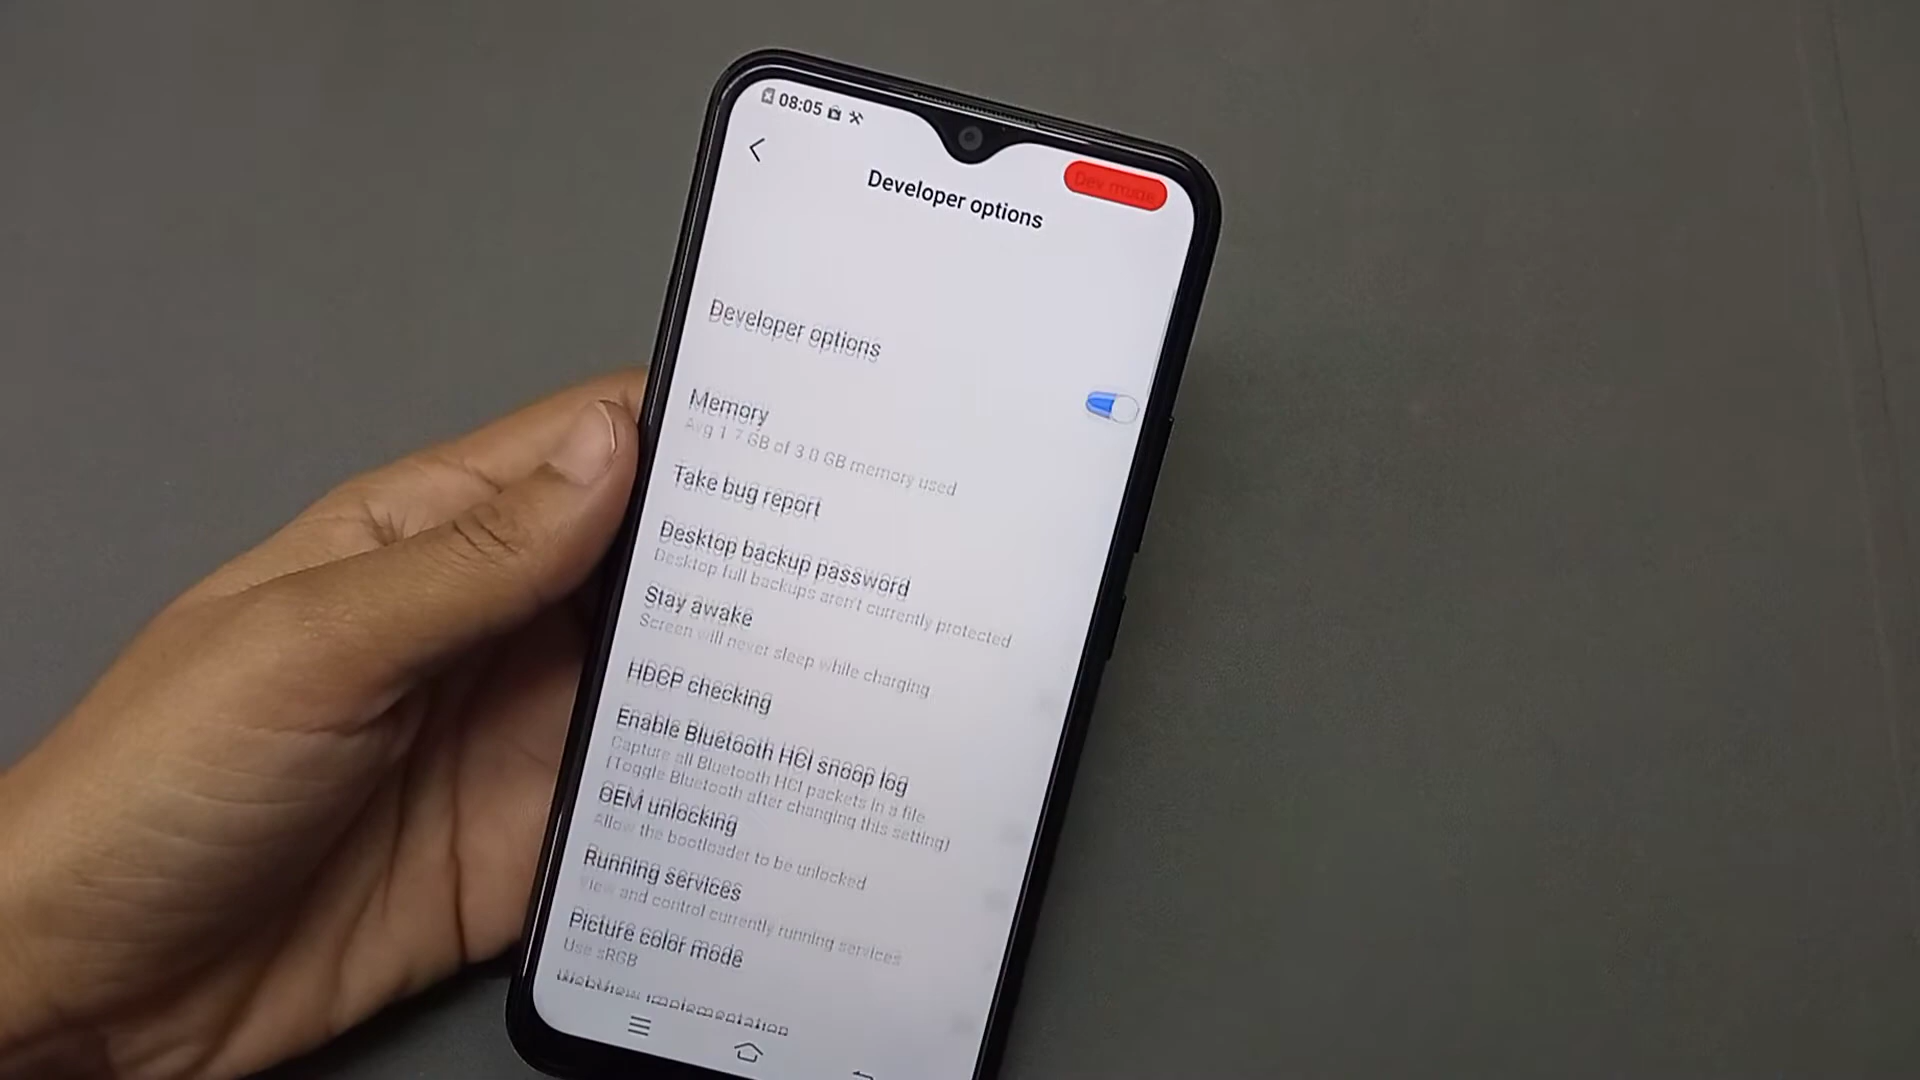 08:05
Dev mode
Developer options
Developer options
Memory
Avg 1.7 GB of 3.0 GB memory used
Take bug report
Desktop backup password
Desktop full backups aren't currently protected
Stay awake
Screen will never sleep while charging
HDCP checking
Enable Bluetooth HCI snoop log
Capture all Bluetooth HCI packets in a file
(Toggle Bluetooth after changing this setting)
OEM unlocking
Allow the bootloader to be unlocked
Running services
View and control currently running services
Picture color mode
Use sRGB
WebView implementation